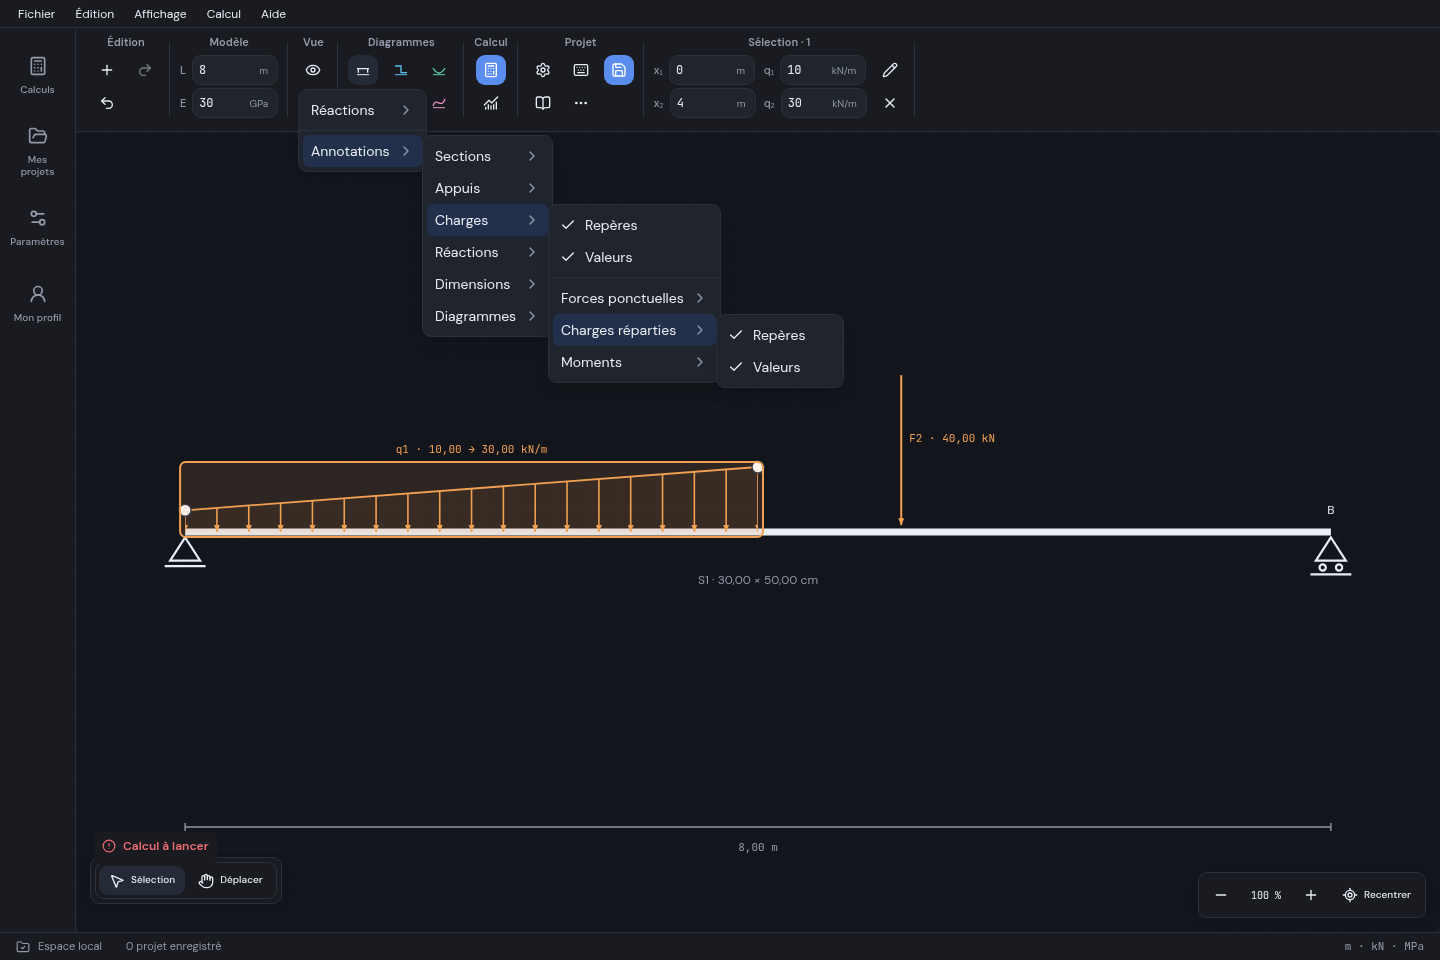 Fichier Édition Affichage Calcul Aide
Édition Modèle Vue Diagrammes Calcul Projet Sélection · 1
L 8 m x₁ 0 m q₁ 10 kN/m
E 30 GPa x₂ 4 m q₂ 30 kN/m
Calculs
Mes
projets
Paramètres
Mon profil
Réactions
Annotations
Sections
Appuis
Charges
Réactions
Dimensions
Diagrammes
Repères
Valeurs
Forces ponctuelles
Charges réparties
Moments
Repères
Valeurs
F2 · 40,00 kN
q1 · 10,00 → 30,00 kN/m
B
S1 · 30,00 × 50,00 cm
8,00 m
Calcul à lancer
Sélection Déplacer
100 % Recentrer
Espace local 0 projet enregistré m · kN · MPa